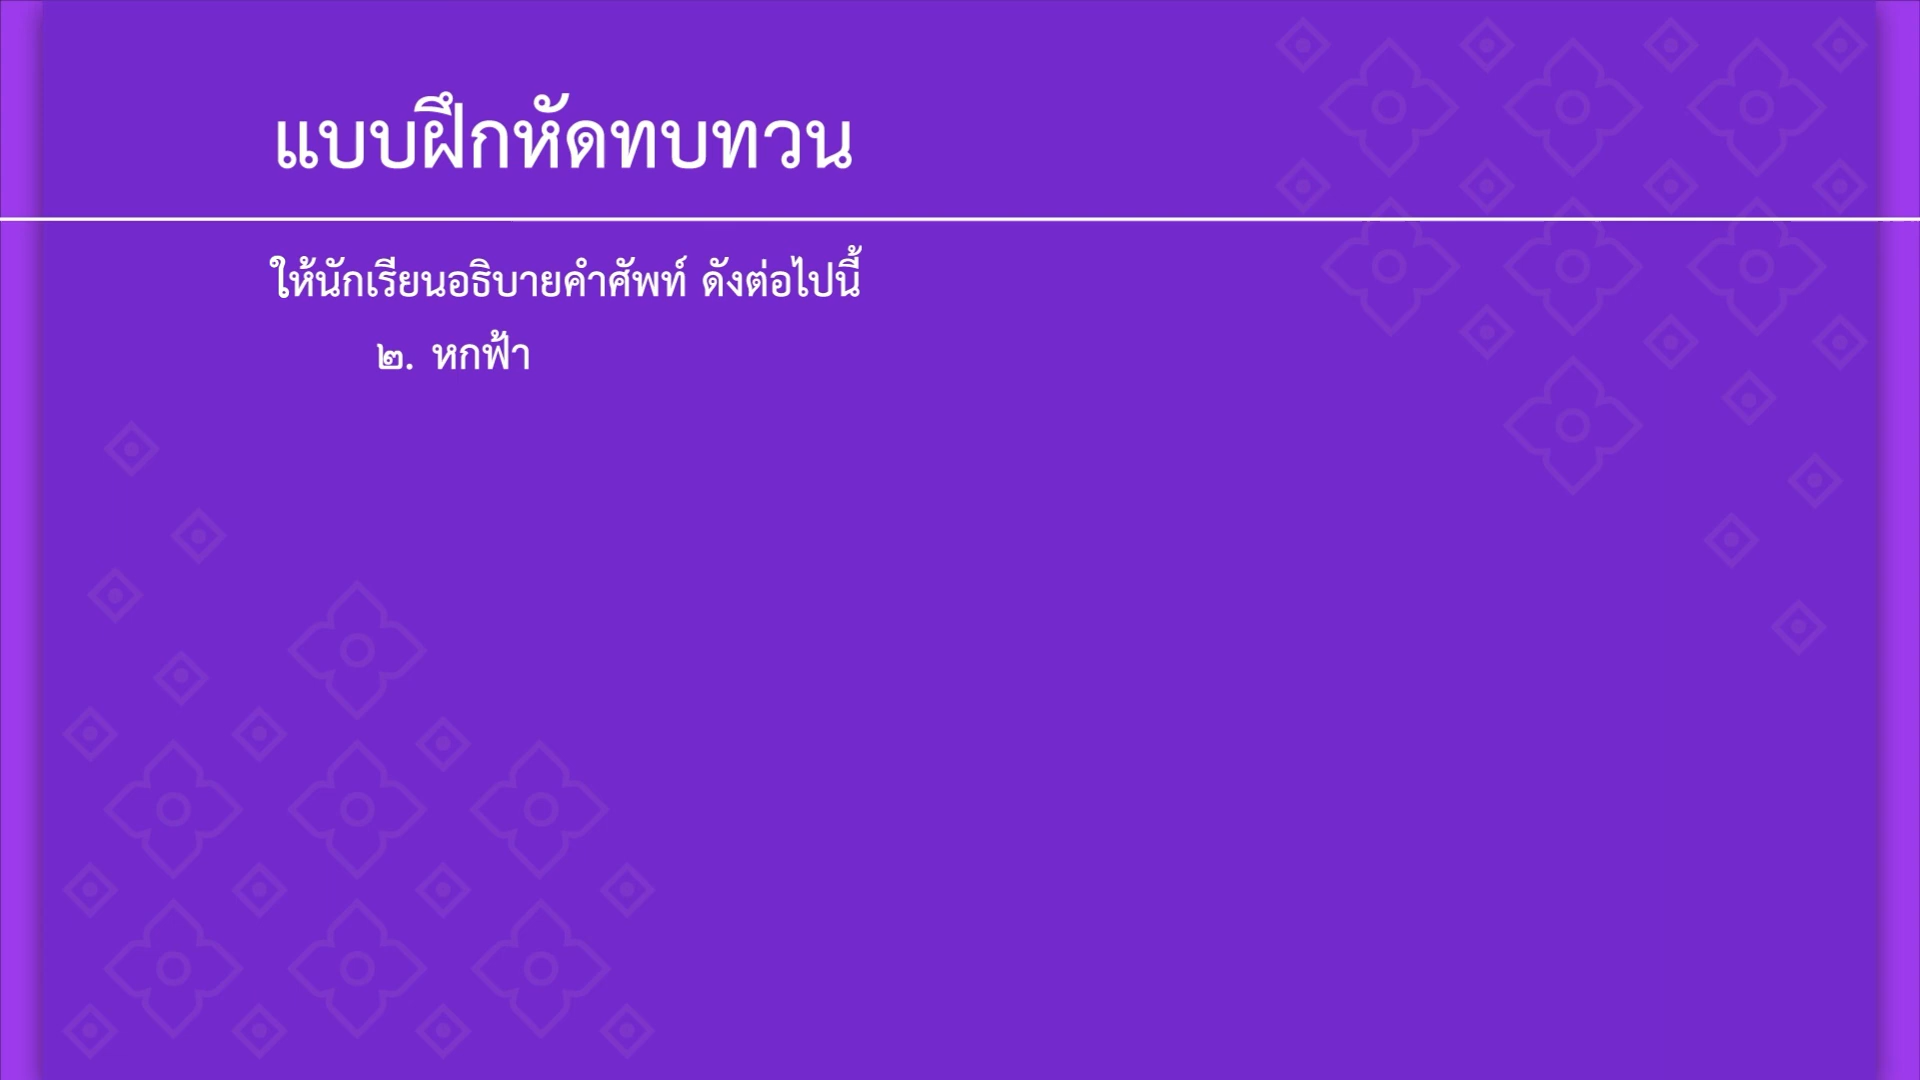 แบบฝึกหัดทบทวน
ให้นักเรียนอธิบายคำศัพท์ ดังต่อไปนี้
๒. หกฟ้า